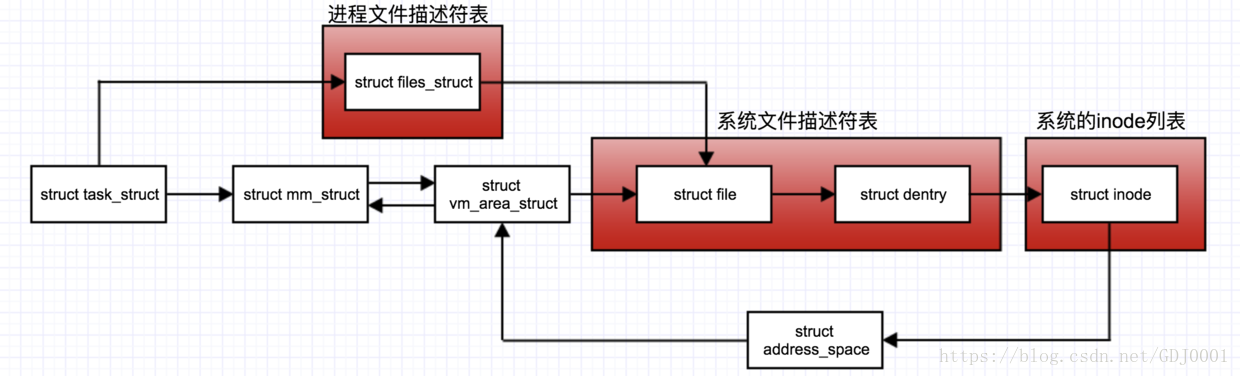 进程文件描述符表
struct files_struct
系统文件描述符表
系统的inode列表
struct task_struct
struct mm_struct
struct
vm_area_struct
struct file
struct dentry
struct inode
struct
address_space
https://blog.csdn.net/GDJ0001